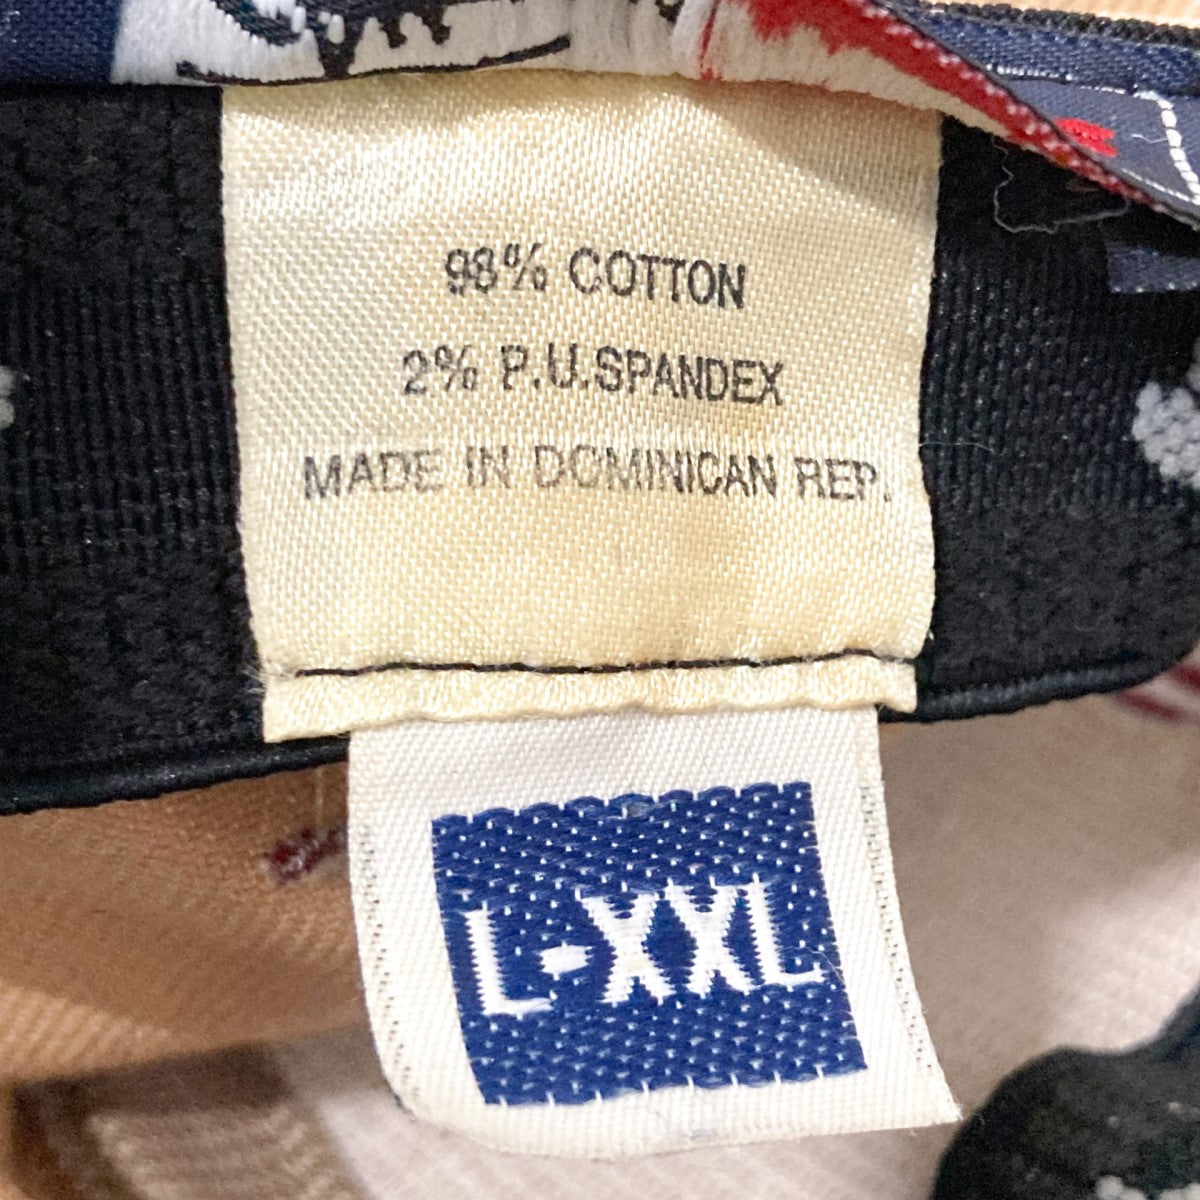 98% COTTON
2% P.U.SPANDEX
MADE IN DOMINICAN REP.
L-XXL